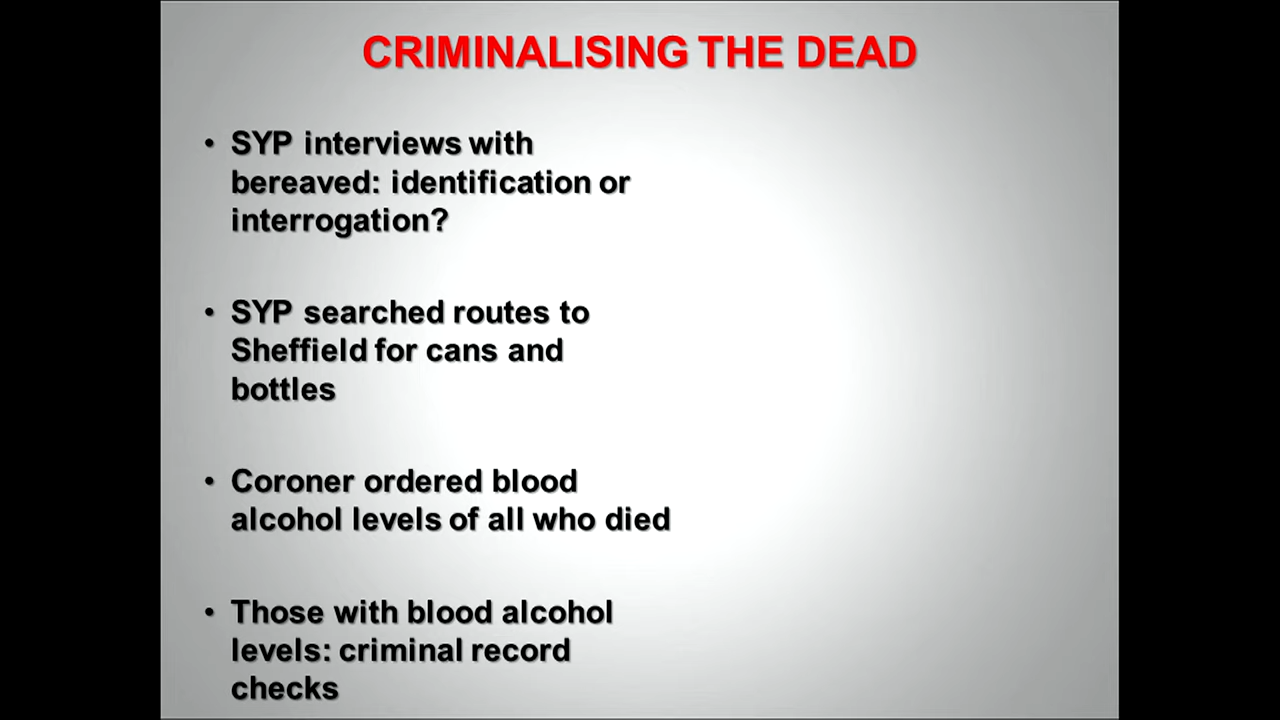 CRIMINALISING THE DEAD
• SYP interviews with
bereaved: identification or
interrogation?
• SYP searched routes to
Sheffield for cans and
bottles
• Coroner ordered blood
alcohol levels of all who died
• Those with blood alcohol
levels: criminal record
checks